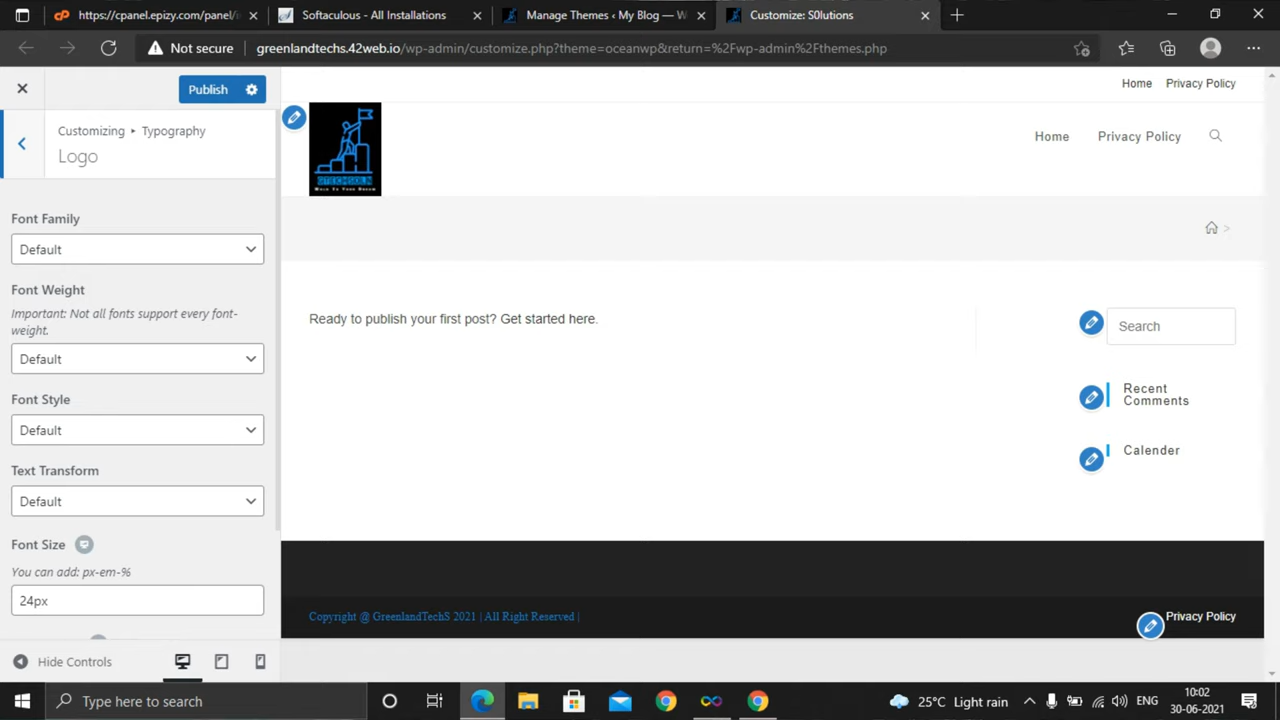 https://cpanel.epizy.com/panel/i
Softaculous - All Installations
Manage Themes ‹ My Blog — W
Customize: S0lutions
Not secure
greenlandtechs.42web.io/wp-admin/customize.php?theme=oceanwp&return=%2Fwp-admin%2Fthemes.php
Publish
Customizing ▸ Typography
Logo
Font Family
Default
Font Weight
Important: Not all fonts support every font-
weight.
Default
Font Style
Default
Text Transform
Default
Font Size
You can add: px-em-%
24px
Hide Controls
Home Privacy Policy
Walk To Your Dream
Home Privacy Policy
>
Ready to publish your first post? Get started here.
Search
Recent
Comments
Calender
Copyright @ GreenlandTechS 2021 | All Right Reserved |
Privacy Policy
Type here to search
25°C Light rain
ENG
10:02
30-06-2021